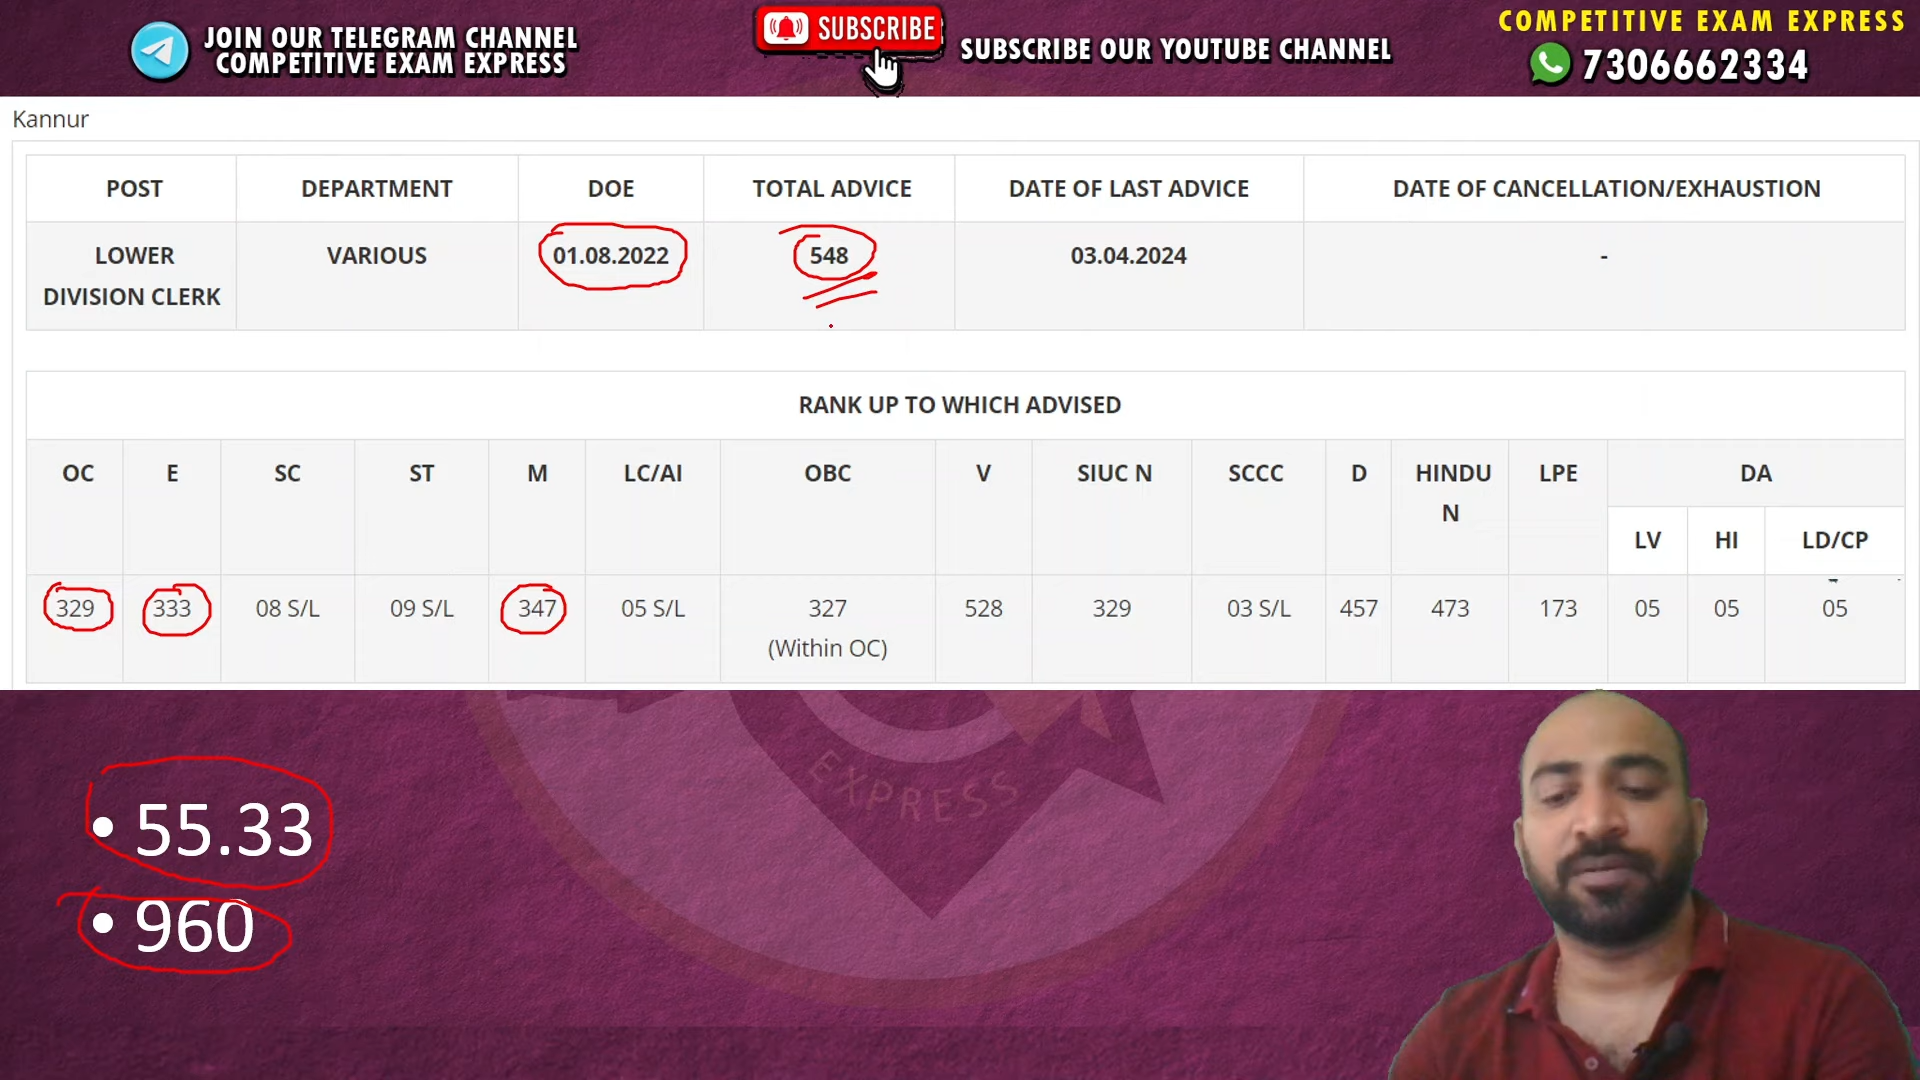 JOIN OUR TELEGRAM CHANNEL
COMPETITIVE EXAM EXPRESS
SUBSCRIBE
SUBSCRIBE OUR YOUTUBE CHANNEL
COMPETITIVE EXAM EXPRESS
7306662334
Kannur
POST DEPARTMENT DOE TOTAL ADVICE DATE OF LAST ADVICE DATE OF CANCELLATION/EXHAUSTION
LOWER VARIOUS 01.08.2022 548 03.04.2024 -
DIVISION CLERK
RANK UP TO WHICH ADVISED
OC E SC ST M LC/AI OBC V SIUC N SCCC D HINDU LPE DA
N
LV HI LD/CP
329 333 08 S/L 09 S/L 347 05 S/L 327 528 329 03 S/L 457 473 173 05 05 05
(Within OC)
EXPRESS
• 55.33
• 960